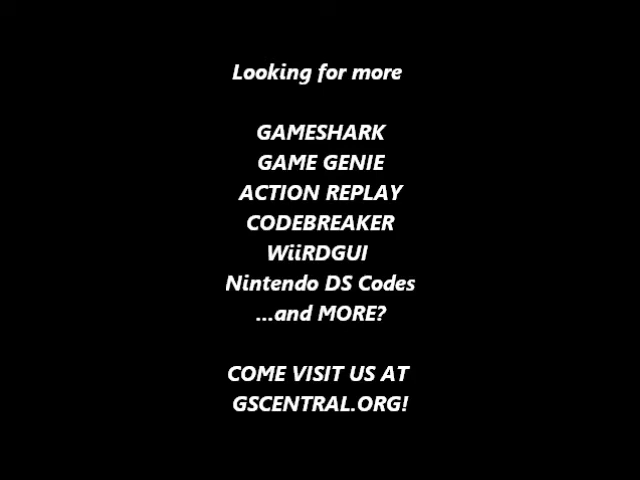 Looking for more
GAMESHARK
GAME GENIE
ACTION REPLAY
CODEBREAKER
WiiRDGUI
Nintendo DS Codes
...and MORE?
COME VISIT US AT
GSCENTRAL.ORG!